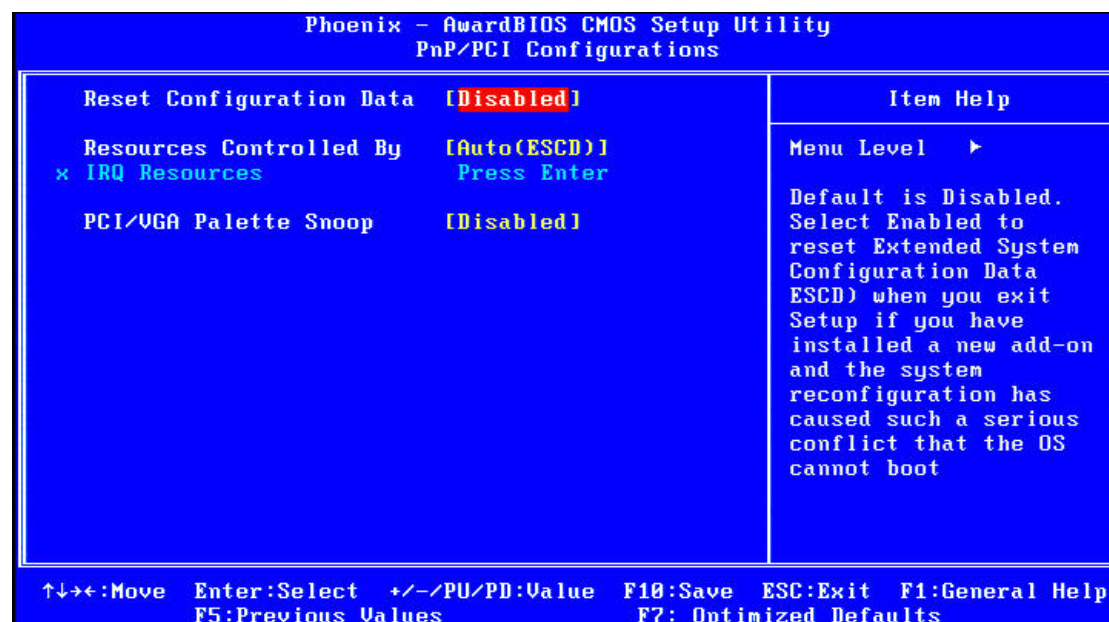 Phoenix - AwardBIOS CMOS Setup Utility
PnP/PCI Configurations
Reset Configuration Data [Disabled]
Resources Controlled By [Auto(ESCD)]
x IRQ Resources Press Enter
PCI/VGA Palette Snoop [Disabled]
Item Help
Menu Level ►
Default is Disabled.
Select Enabled to
reset Extended System
Configuration Data
ESCD) when you exit
Setup if you have
installed a new add-on
and the system
reconfiguration has
caused such a serious
conflict that the OS
cannot boot
↑↓→←:Move Enter:Select +/-/PU/PD:Value F10:Save ESC:Exit F1:General Help
F5:Previous Values F7: Optimized Defaults